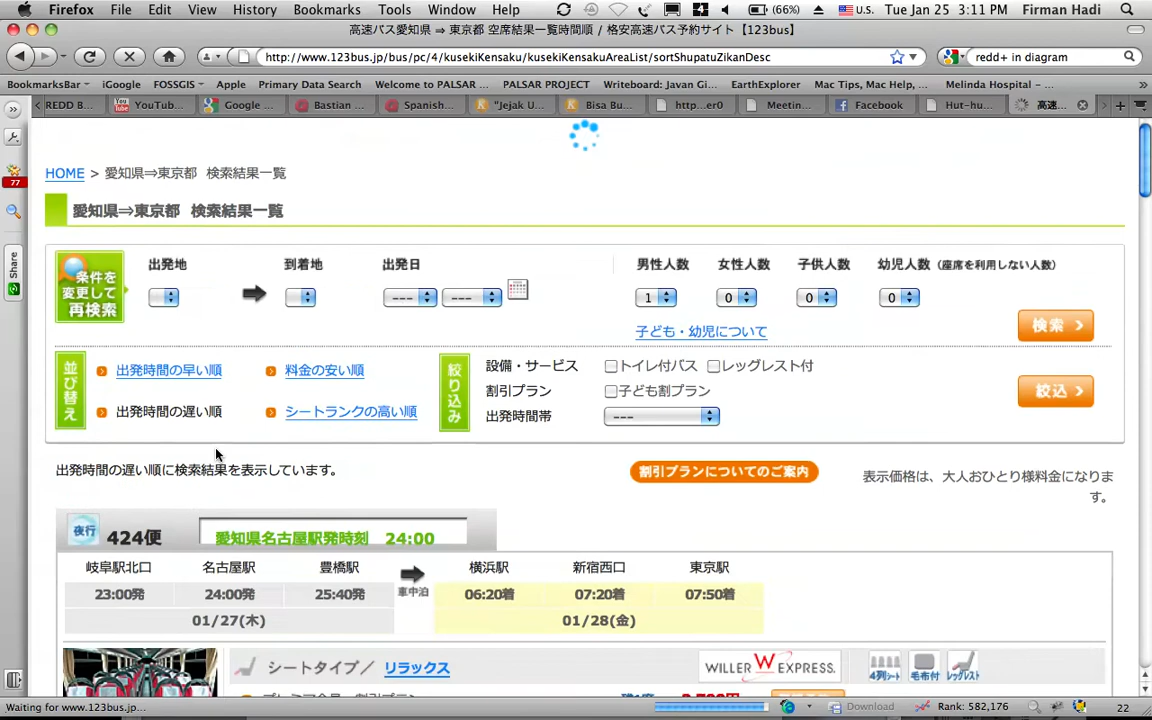 Firefox File Edit View History Bookmarks Tools Window Help (66%) U.S. Tue Jan 25 3:11 PM Firman Hadi
高速バス愛知県 ⇒ 東京都 空席結果一覧時間順 / 格安高速バス予約サイト【123bus】
http://www.123bus.jp/bus/pc/4/kusekiKensaku/kusekiKensakuAreaList/sortShupatuZikanDesc redd+ in diagram
BookmarksBar iGoogle FOSSGIS Apple Primary Data Search Welcome to PALSAR ... PALSAR PROJECT Writeboard: Javan Gi... EarthExplorer Mac Tips, Mac Help, ... Melinda Hospital – ...
REDD B... YouTub... Google ... Bastian ... Spanish... "Jejak U... Bisa Bu... http...er0 Meetin... Facebook Hut–hu... 高速...
77
Share
HOME > 愛知県⇒東京都 検索結果一覧
愛知県⇒東京都 検索結果一覧
条件を変更して再検索
出発地 到着地 出発日 男性人数 女性人数 子供人数 幼児人数 (座席を利用しない人数)
--- --- 1 0 0 0
子ども・幼児について
検索
並び替え
出発時間の早い順 料金の安い順
出発時間の遅い順 シートランクの高い順
絞り込み
設備・サービス トイレ付バス レッグレスト付
割引プラン 子ども割プラン
出発時間帯 ---
絞込
出発時間の遅い順に検索結果を表示しています。
割引プランについてのご案内
表示価格は、大人おひとり様料金になりま
す。
夜行 424便 愛知県名古屋駅発時刻 24:00
岐阜駅北口 名古屋駅 豊橋駅 横浜駅 新宿西口 東京駅
23:00発 24:00発 25:40発 車中泊 06:20着 07:20着 07:50着
01/27(木) 01/28(金)
シートタイプ／ リラックス WILLER EXPRESS. 4列シート 毛布付 レッグレスト
Waiting for www.123bus.jp... Download Rank: 582,176 22